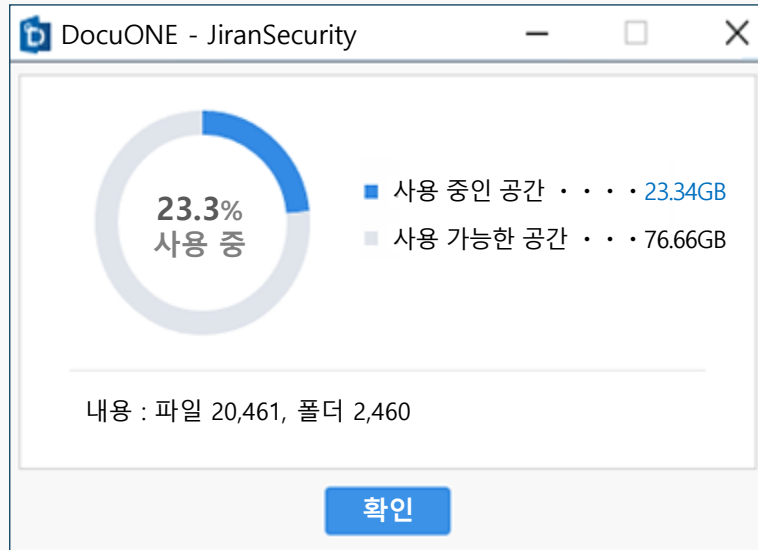 DocuONE - JiranSecurity
23.3%
사용 중
사용 중인 공간 ・・・・ 23.34GB
사용 가능한 공간 ・・・ 76.66GB
내용 : 파일 20,461, 폴더 2,460
확인